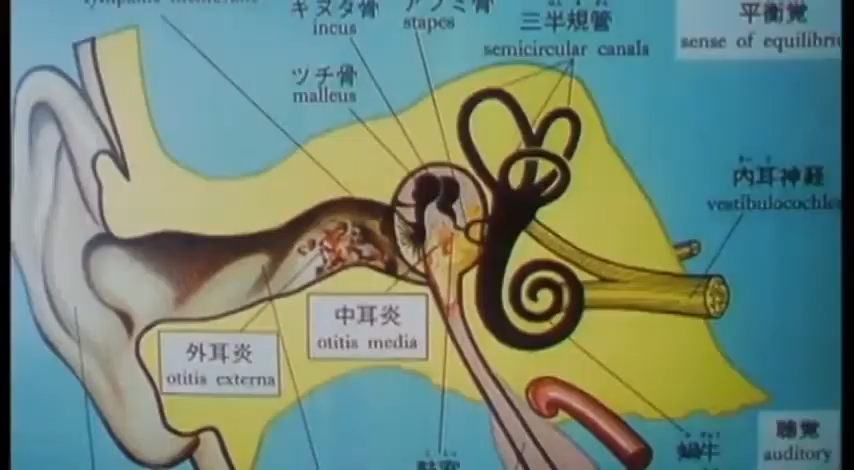 キヌタ骨
incus
アブミ骨
stapes
三半規管
semicircular canals
平衡覚
sense of
ツチ骨
malleus
内耳神経
中耳炎
otitis media
外耳炎
otitis externa
蝸牛
聴覚
auditory